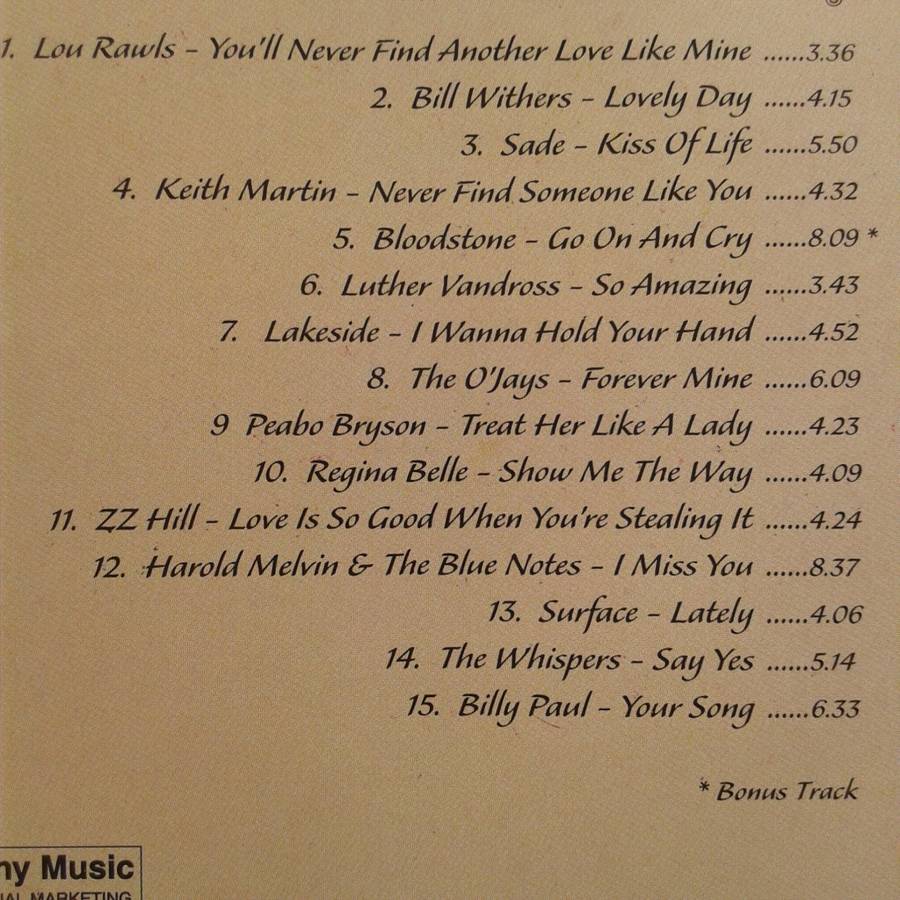 1. Lou Rawls - You'll Never Find Another Love Like Mine ......3.36
2. Bill Withers - Lovely Day ......4.15
3. Sade - Kiss Of Life ......5.50
4. Keith Martin - Never Find Someone Like You ......4.32
5. Bloodstone - Go On And Cry ......8.09 *
6. Luther Vandross - So Amazing ......3.43
7. Lakeside - I Wanna Hold Your Hand ......4.52
8. The O'Jays - Forever Mine ......6.09
9 Peabo Bryson - Treat Her Like A Lady ......4.23
10. Regina Belle - Show Me The Way ......4.09
11. ZZ Hill - Love Is So Good When You're Stealing It ......4.24
12. Harold Melvin & The Blue Notes - I Miss You ......8.37
13. Surface - Lately ......4.06
14. The Whispers - Say Yes ......5.14
15. Billy Paul - Your Song ......6.33
* Bonus Track
Music
MARKETING